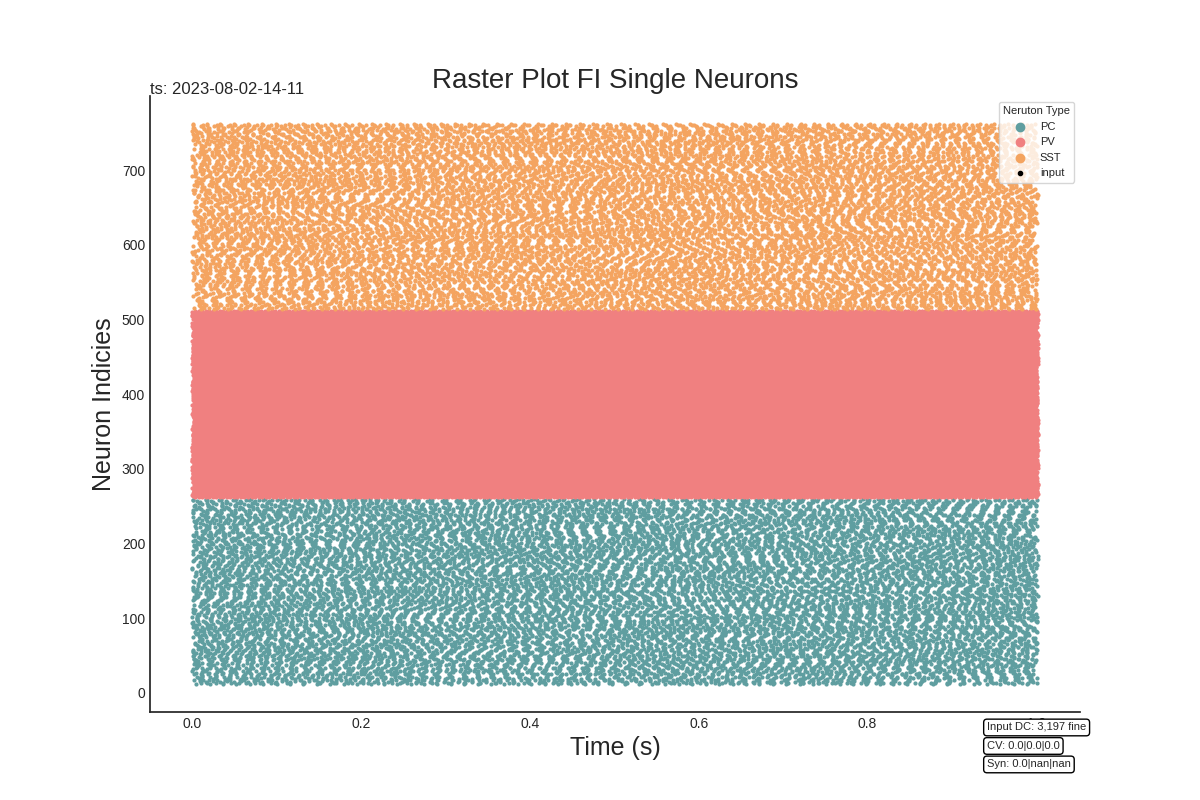 Raster Plot FI Single Neurons
ts: 2023-08-02-14-11
Neruton Type
PC
PV
SST
input
Neuron Indicies
700
600
500
400
300
200
100
0
0.0 0.2 0.4 0.6 0.8
Time (s)
Input DC: 3,197 fine
CV: 0.0|0.0|0.0
Syn: 0.0|nan|nan